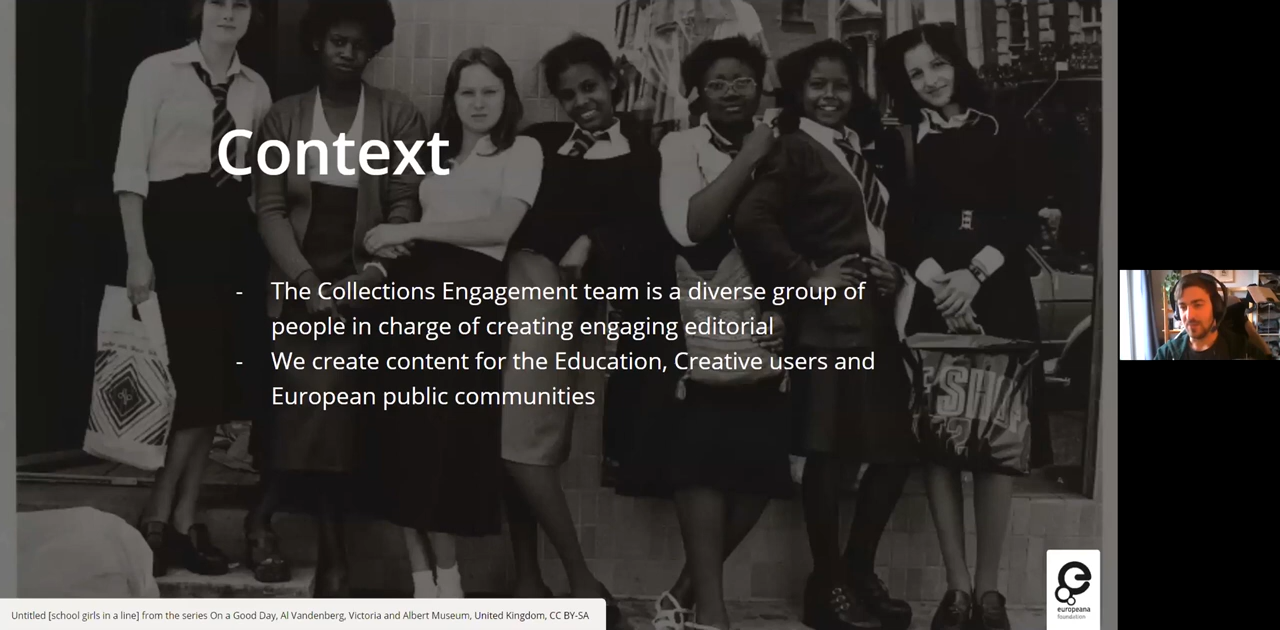 Context
- The Collections Engagement team is a diverse group of
people in charge of creating engaging editorial
- We create content for the Education, Creative users and
European public communities
SHO
Untitled [school girls in a line] from the series On a Good Day, Al Vandenberg, Victoria and Albert Museum, United Kingdom, CC BY-SA
europeana
foundation